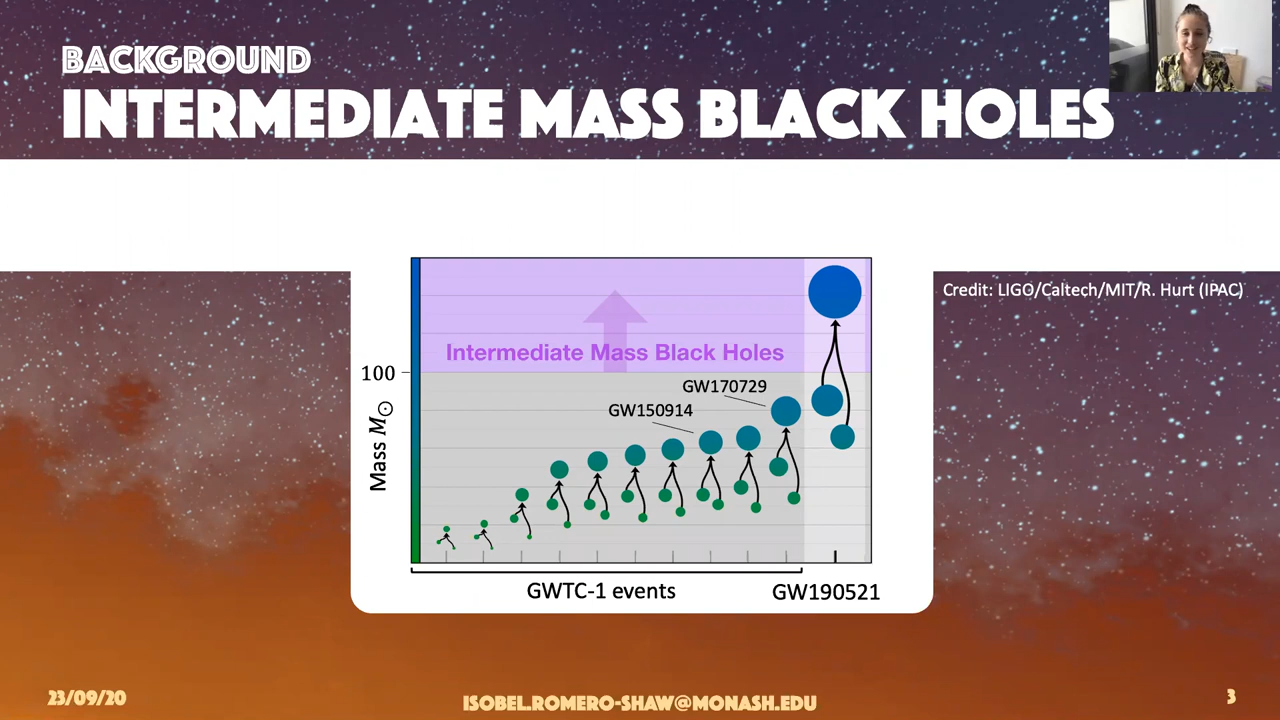 BACKGROUND
INTERMEDIATE MASS BLACK HOLES
Credit: LIGO/Caltech/MIT/R. Hurt (IPAC)
Intermediate Mass Black Holes
100
GW170729
GW150914
Mass M☉
GWTC-1 events
GW190521
23/09/20
ISOBEL.ROMERO-SHAW@MONASH.EDU
3